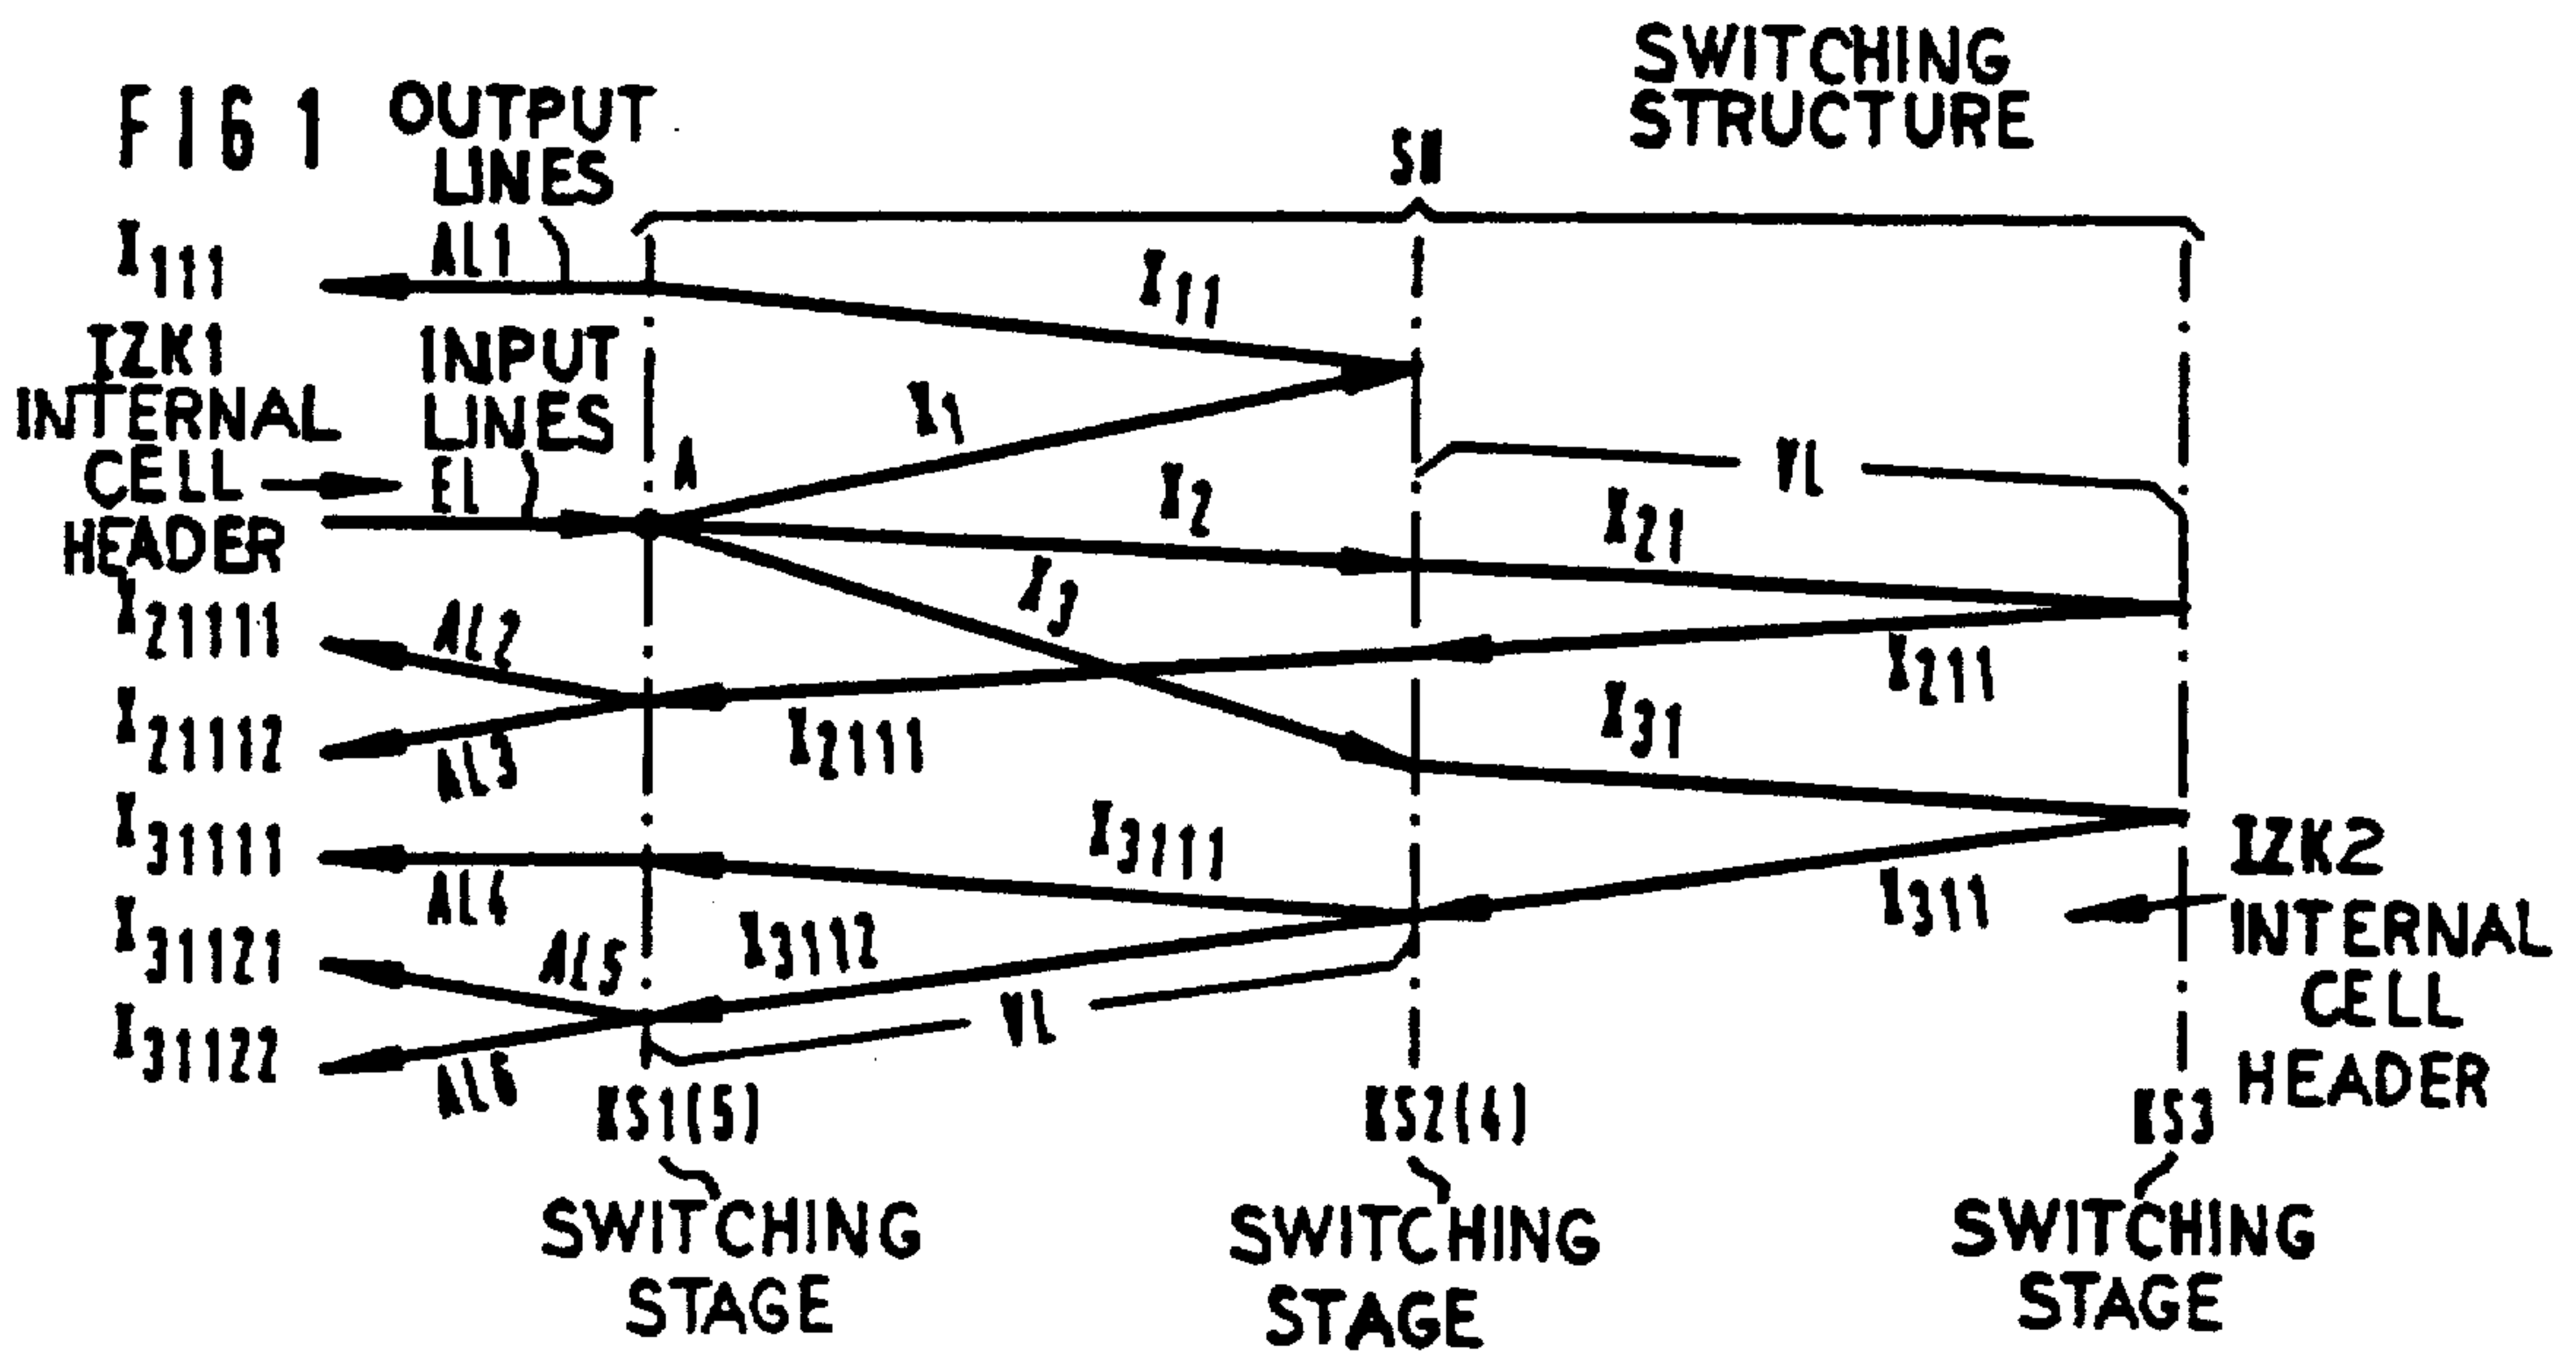 FIG 1
OUTPUT
LINES
SWITCHING
STRUCTURE
SN
X111
AL1
X11
IZK1
INTERNAL
CELL
HEADER
INPUT
LINES
EL
A
X1
X2
X3
VL
X21
X211
X21111
AL2
X21112
AL3
X2111
X31
X31111
AL4
X3111
X311
IZK2
INTERNAL
CELL
HEADER
X31121
AL5
X3112
X31122
AL6
VL
KS1(5)
KS2(4)
KS3
SWITCHING
STAGE
SWITCHING
STAGE
SWITCHING
STAGE